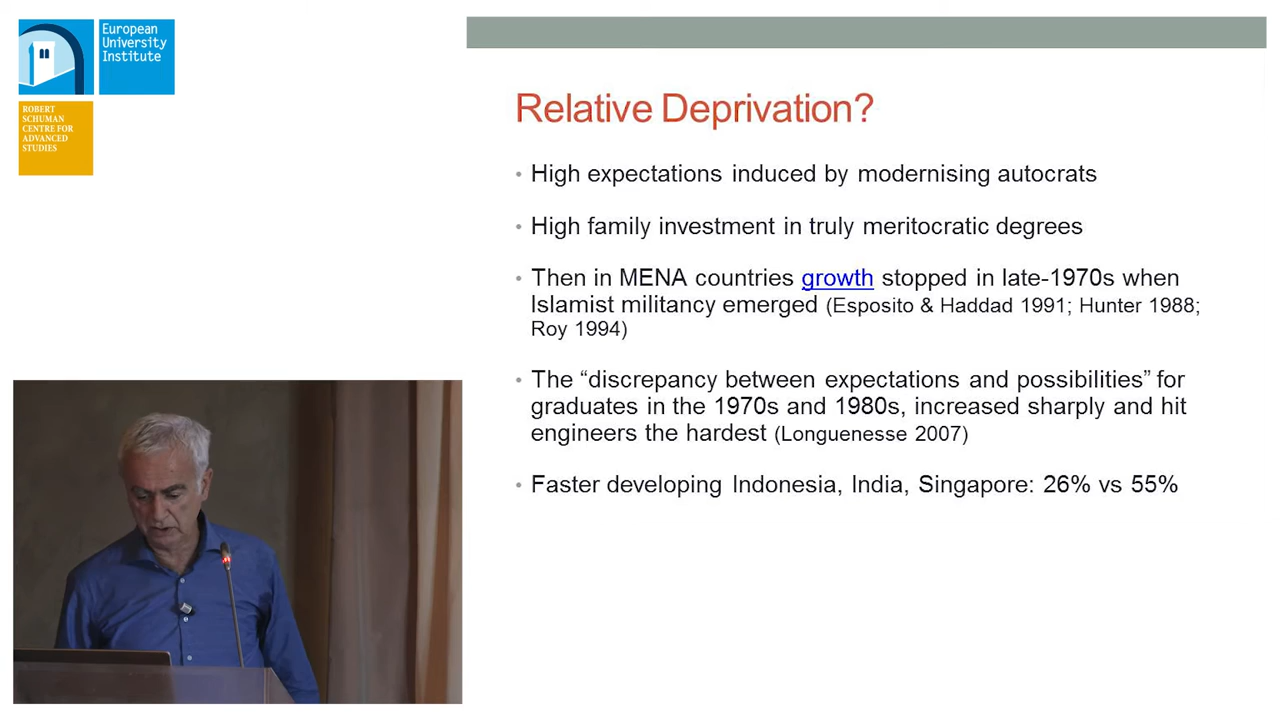 European
University
Institute
ROBERT
SCHUMAN
CENTRE FOR
ADVANCED
STUDIES
Relative Deprivation?
• High expectations induced by modernising autocrats
• High family investment in truly meritocratic degrees
• Then in MENA countries growth stopped in late-1970s when
Islamist militancy emerged (Esposito & Haddad 1991; Hunter 1988;
Roy 1994)
• The “discrepancy between expectations and possibilities” for
graduates in the 1970s and 1980s, increased sharply and hit
engineers the hardest (Longuenesse 2007)
• Faster developing Indonesia, India, Singapore: 26% vs 55%